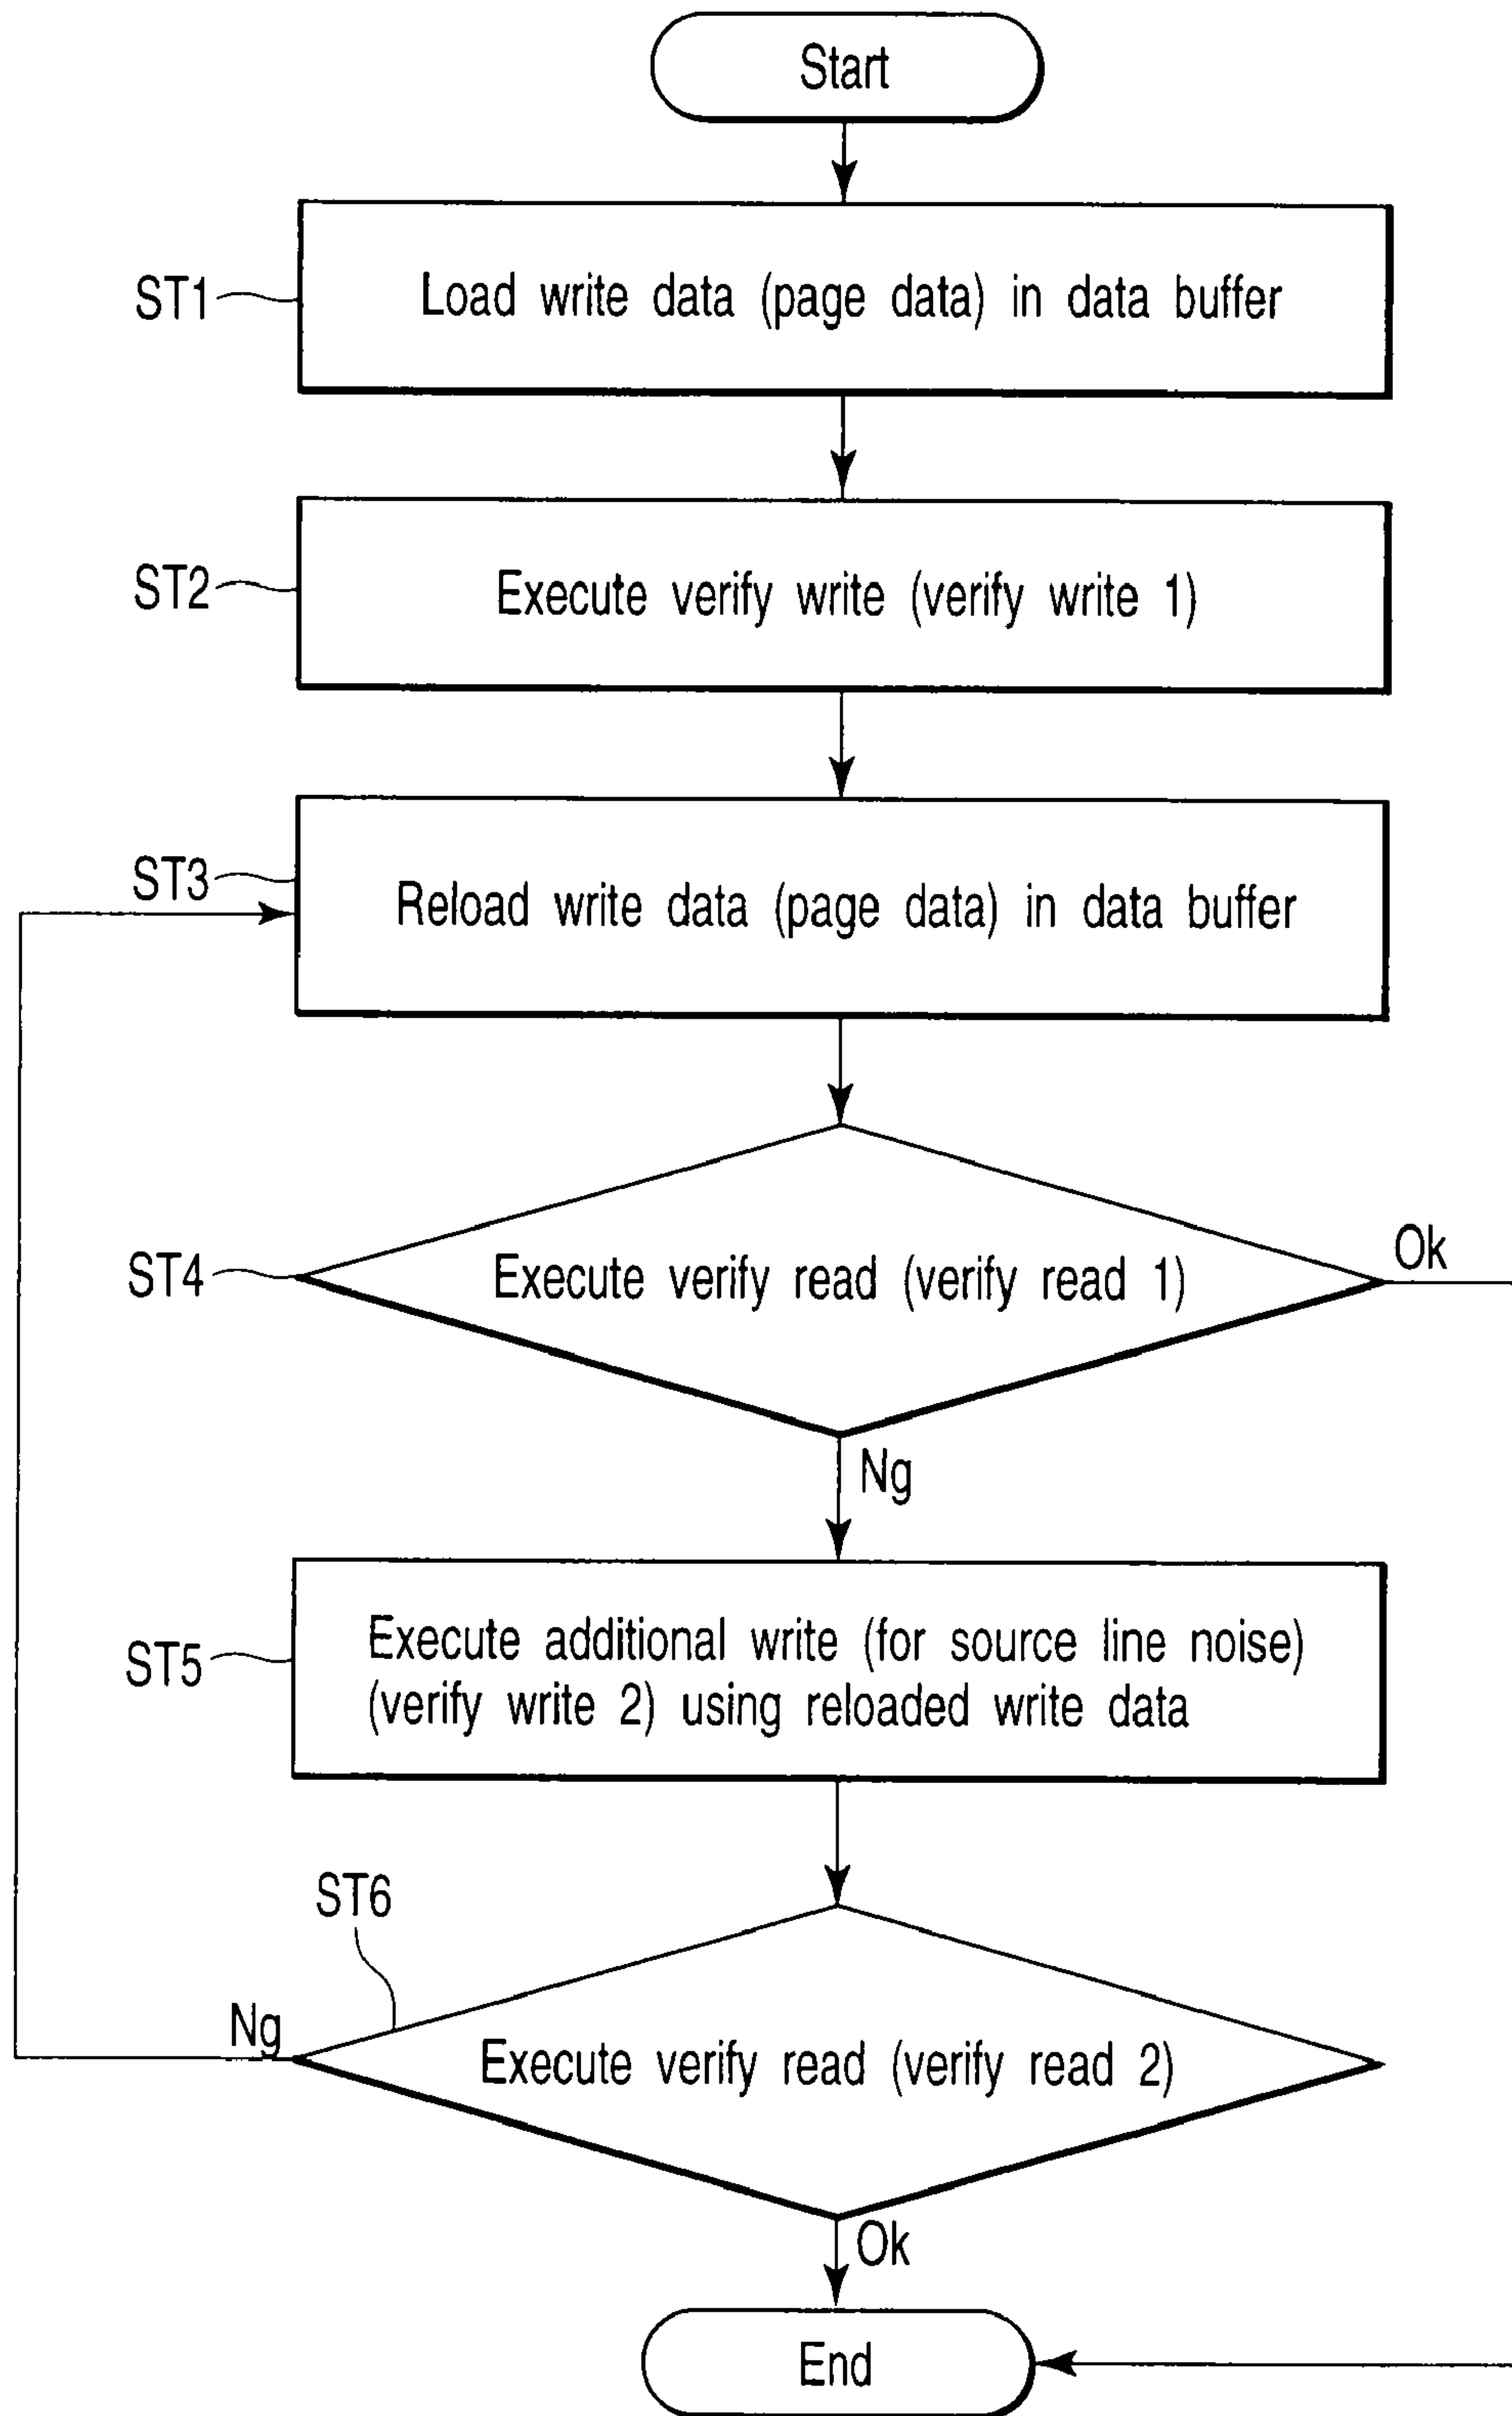 Start
ST1
Load write data (page data) in data buffer
ST2
Execute verify write (verify write 1)
ST3
Reload write data (page data) in data buffer
ST4
Execute verify read (verify read 1)
Ok
Ng
ST5
Execute additional write (for source line noise)
(verify write 2) using reloaded write data
ST6
Ng
Execute verify read (verify read 2)
Ok
End